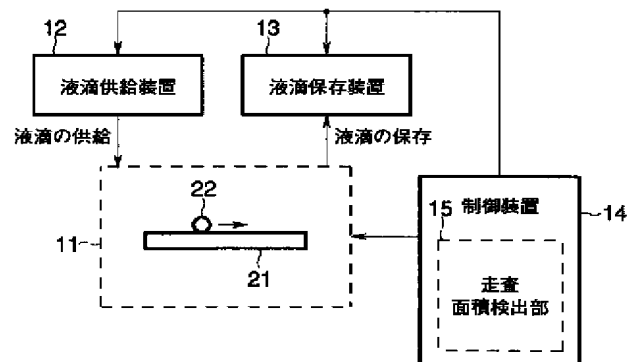 12
液滴供給装置
13
液滴保存装置
液滴の供給
液滴の保存
22
11
21
15
制御装置
14
走査
面積検出部